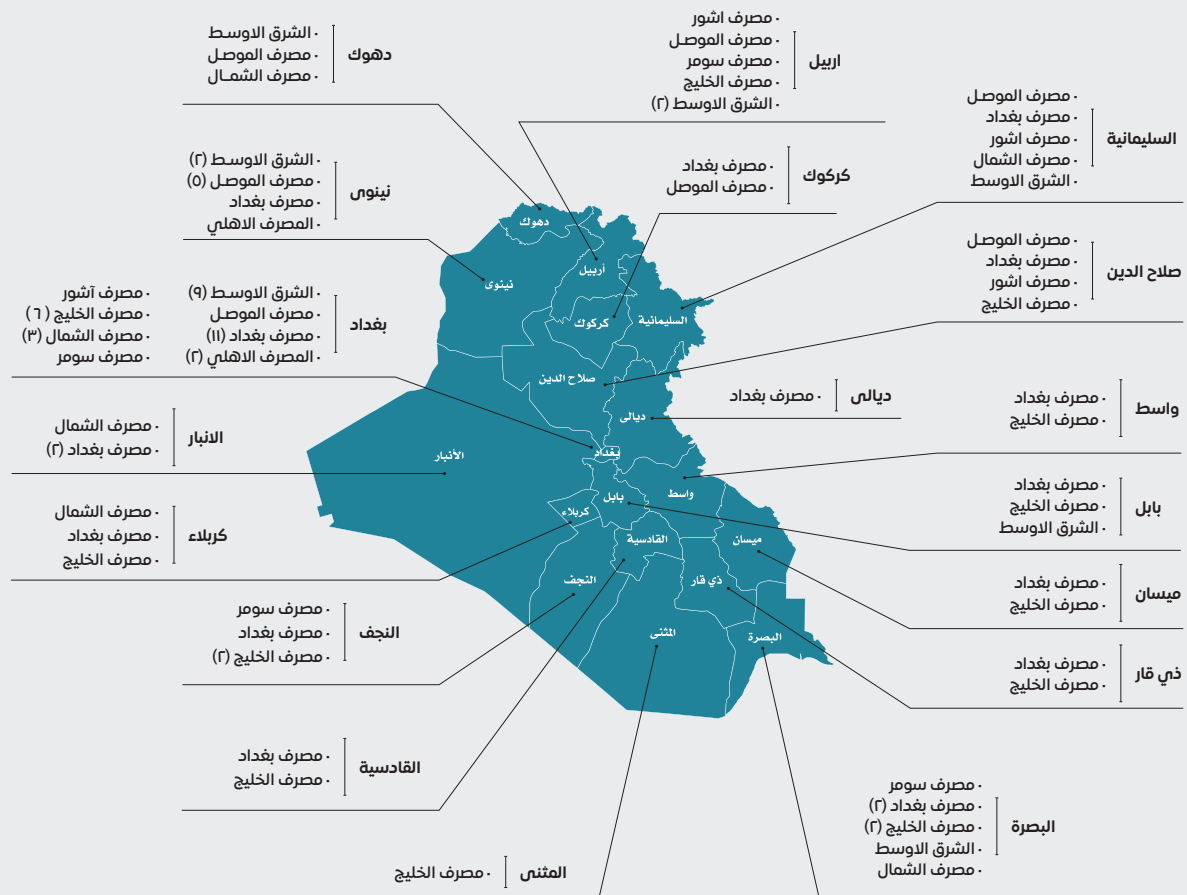 دهوك
· الشرق الاوسط
· مصرف الموصل
· مصرف الشمال
اربيل
· مصرف اشور
· مصرف الموصل
· مصرف سومر
· مصرف الخليج
· الشرق الاوسط (٢)
السليمانية
· مصرف الموصل
· مصرف بغداد
· مصرف اشور
· مصرف الشمال
· الشرق الاوسط
كركوك
· مصرف بغداد
· مصرف الموصل
نينوى
· الشرق الاوسط (٢)
· مصرف الموصل (٥)
· مصرف بغداد
· المصرف الاهلي
صلاح الدين
· مصرف الموصل
· مصرف بغداد
· مصرف اشور
· مصرف الخليج
بغداد
· الشرق الاوسط (٩)
· مصرف الموصل
· مصرف بغداد (١١)
· المصرف الاهلي (٢)
· مصرف آشور
· مصرف الخليج (٦)
· مصرف الشمال (٣)
· مصرف سومر
ديالى
· مصرف بغداد
واسط
· مصرف بغداد
· مصرف الخليج
الانبار
· مصرف الشمال
· مصرف بغداد (٢)
بابل
· مصرف بغداد
· مصرف الخليج
· الشرق الاوسط
كربلاء
· مصرف الشمال
· مصرف بغداد
· مصرف الخليج
ميسان
· مصرف بغداد
· مصرف الخليج
النجف
· مصرف سومر
· مصرف بغداد
· مصرف الخليج (٢)
ذي قار
· مصرف بغداد
· مصرف الخليج
القادسية
· مصرف بغداد
· مصرف الخليج
البصرة
· مصرف سومر
· مصرف بغداد (٢)
· مصرف الخليج (٢)
· الشرق الاوسط
· مصرف الشمال
المثنى
· مصرف الخليج
دهوك
أربيل
نينوى
السليمانية
كركوك
صلاح الدين
ديالى
بغداد
الأنبار
واسط
بابل
كربلاء
القادسية
ميسان
النجف
ذي قار
المثنى
البصرة